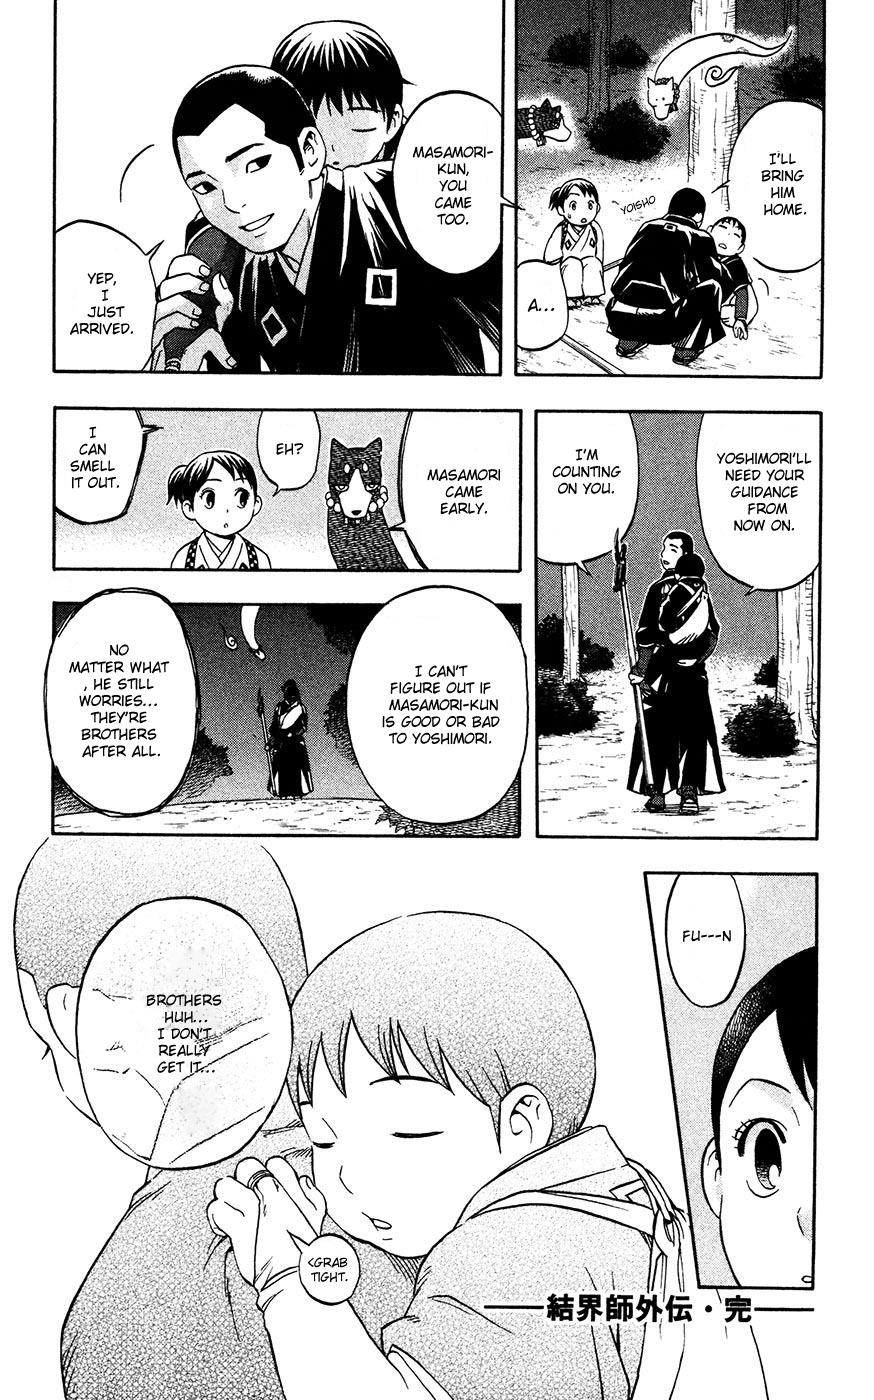 I'LL
BRING
HIM
HOME.
YOISHO
A...
MASAMORI-
KUN,
YOU
CAME
TOO.
YEP,
I
JUST
ARRIVED.
YOSHIMORI'LL
NEED YOUR
GUIDANCE
FROM
NOW ON.
I'M
COUNTING
ON YOU.
MASAMORI
CAME
EARLY.
EH?
I
CAN
SMELL
IT OUT.
I CAN'T
FIGURE OUT IF
MASAMORI-KUN
IS GOOD OR BAD
TO YOSHIMORI.
NO
MATTER WHAT
, HE STILL
WORRIES...
THEY'RE
BROTHERS
AFTER ALL.
FU---N
BROTHERS
HUH...
I DON'T
REALLY
GET IT...
<GRAB
TIGHT.
結界師外伝・完